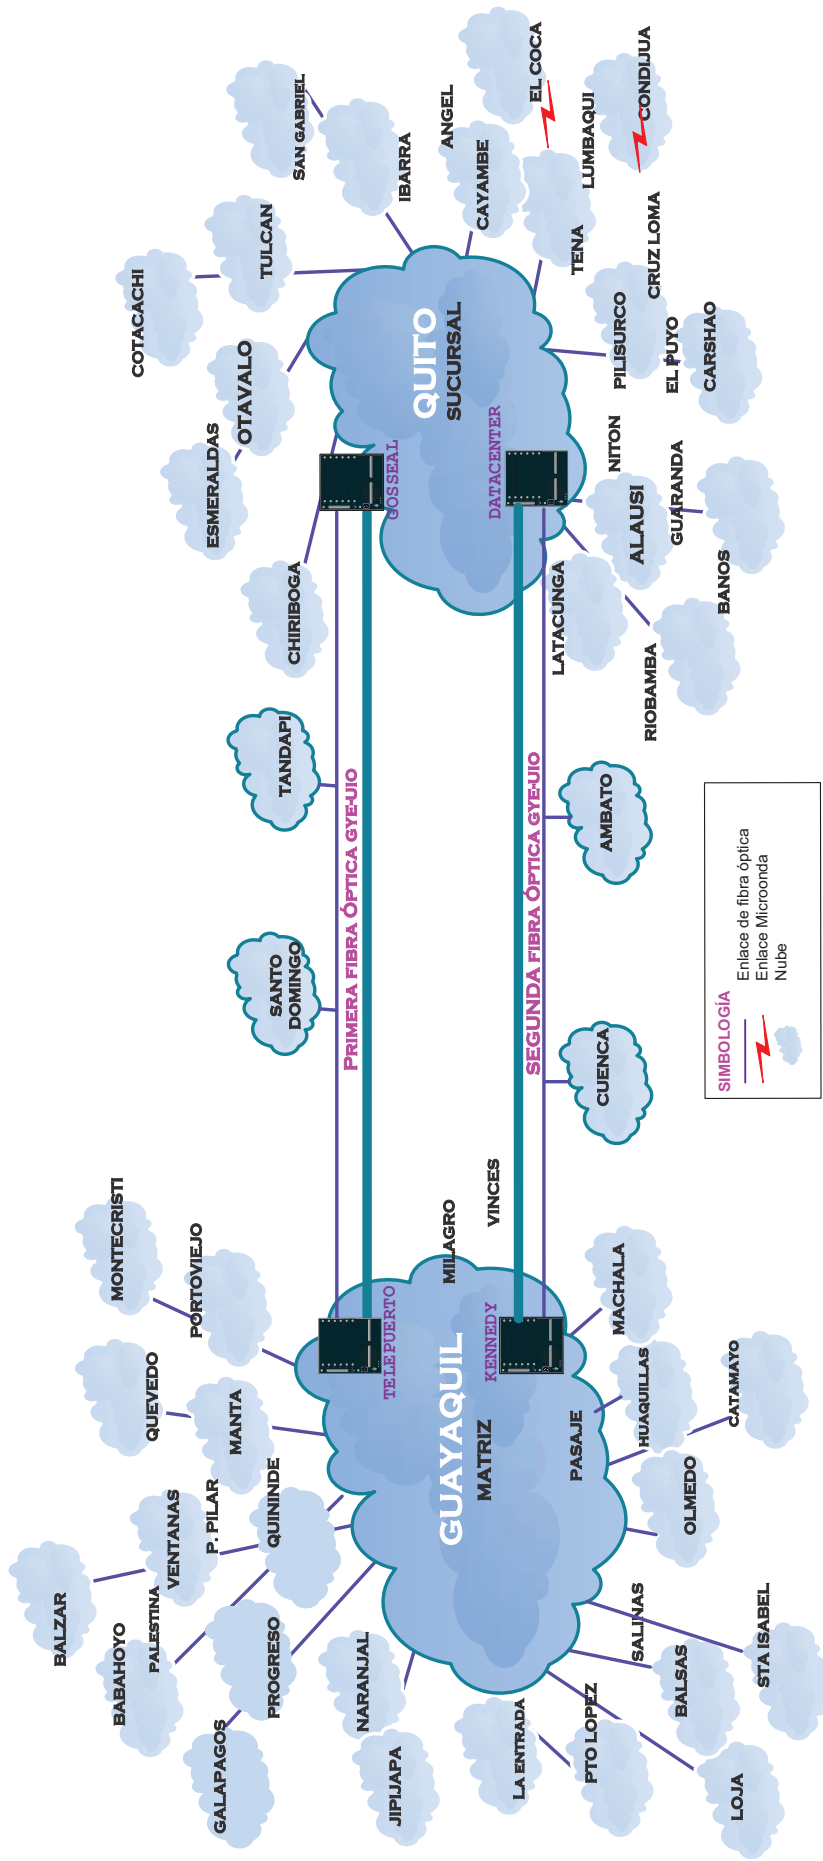 BALZAR
BABAHOYO
PALESTINA
VENTANAS
P. PILAR
QUININDE
QUEVEDO
MANTA
MONTECRISTI
PORTOVIEJO
GALAPAGOS
PROGRESO
NARANJAL
JIPIJAPA
GUAYAQUIL
MATRIZ
TELEPUERTO
KENNEDY
MILAGRO
VINCES
LA ENTRADA
PTO LOPEZ
LOJA
BALSAS
SALINAS
STA ISABEL
OLMEDO
PASAJE
HUAQUILLAS
CATAMAYO
MACHALA
SANTO
DOMINGO
TANDAPI
PRIMERA FIBRA ÓPTICA GYE-UIO
SEGUNDA FIBRA ÓPTICA GYE-UIO
CUENCA
AMBATO
SIMBOLOGÍA
Enlace de fibra óptica
Enlace Microonda
Nube
CHIRIBOGA
ESMERALDAS
OTAVALO
COTACACHI
TULCAN
SAN GABRIEL
IBARRA
QUITO
SUCURSAL
GOSSEAL
DATACENTER
ANGEL
CAYAMBE
EL COCA
TENA
LUMBAQUI
CONDIJUA
CRUZ LOMA
PILISURCO
EL PUYO
CARSHAO
NITON
ALAUSI
GUARANDA
BANOS
LATACUNGA
RIOBAMBA